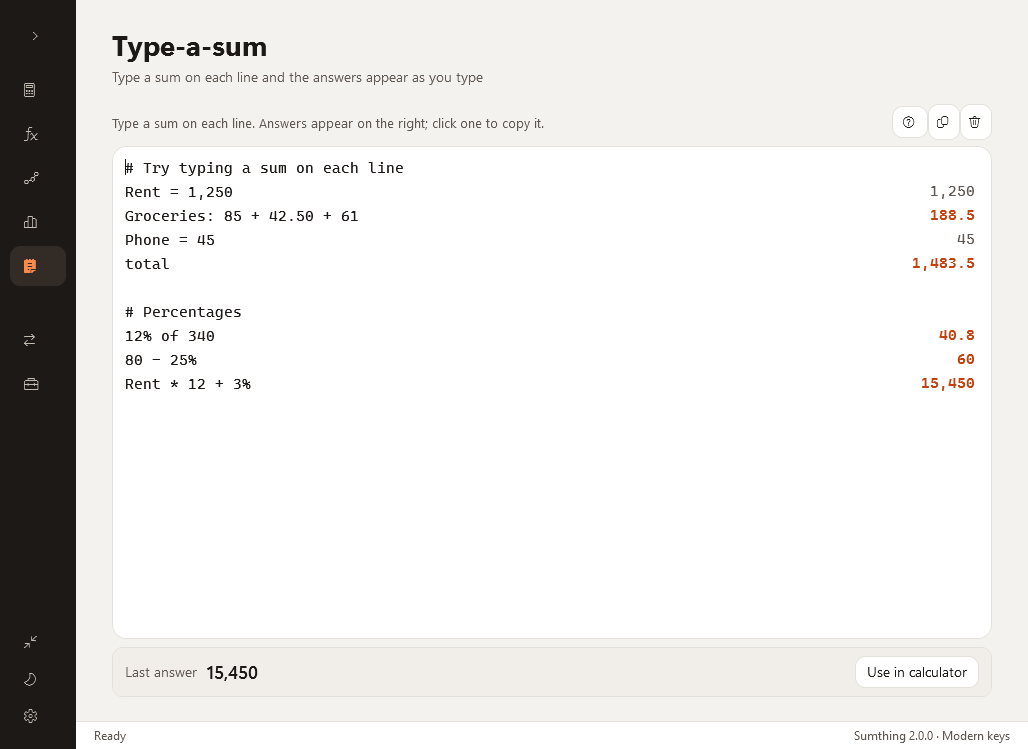 Type-a-sum
Type a sum on each line and the answers appear as you type
Type a sum on each line. Answers appear on the right; click one to copy it.
# Try typing a sum on each line
Rent = 1,250 1,250
Groceries: 85 + 42.50 + 61 188.5
Phone = 45 45
total 1,483.5
# Percentages
12% of 340 40.8
80 − 25% 60
Rent * 12 + 3% 15,450
Last answer 15,450 Use in calculator
Ready Sumthing 2.0.0 · Modern keys